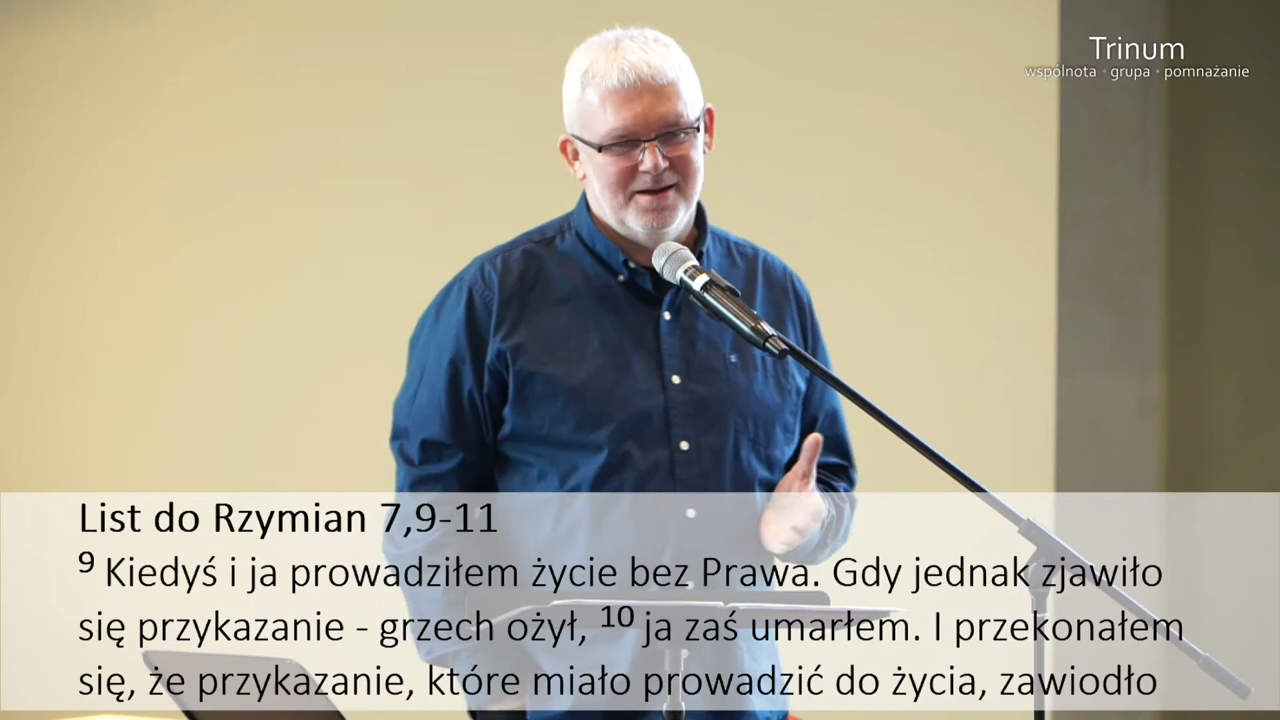 Trinum
wspólnota • grupa • pomnażanie
List do Rzymian 7,9-11
9 Kiedyś i ja prowadziłem życie bez Prawa. Gdy jednak zjawiło
się przykazanie - grzech ożył, 10 ja zaś umarłem. I przekonałem
się, że przykazanie, które miało prowadzić do życia, zawiodło